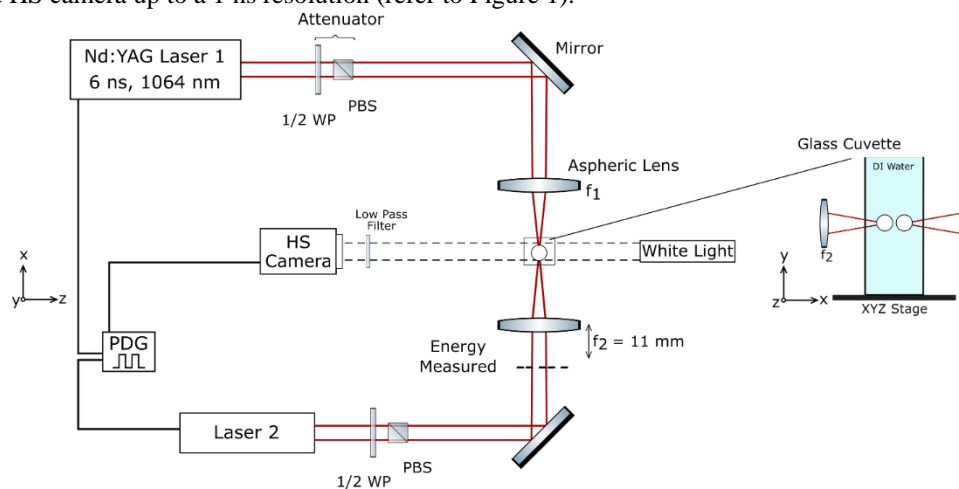 HS camera up to a 1 ns resolution (refer to Figure 1).
Attenuator
Nd:YAG Laser 1
6 ns, 1064 nm
Mirror
PBS
1/2 WP
Glass Cuvette
DI Water
Aspheric Lens
f1
Low Pass
Filter
HS
Camera
White Light
x
y
z
f2
y
z
x
XYZ Stage
PDG
Energy
Measured
f2 = 11 mm
Laser 2
PBS
1/2 WP